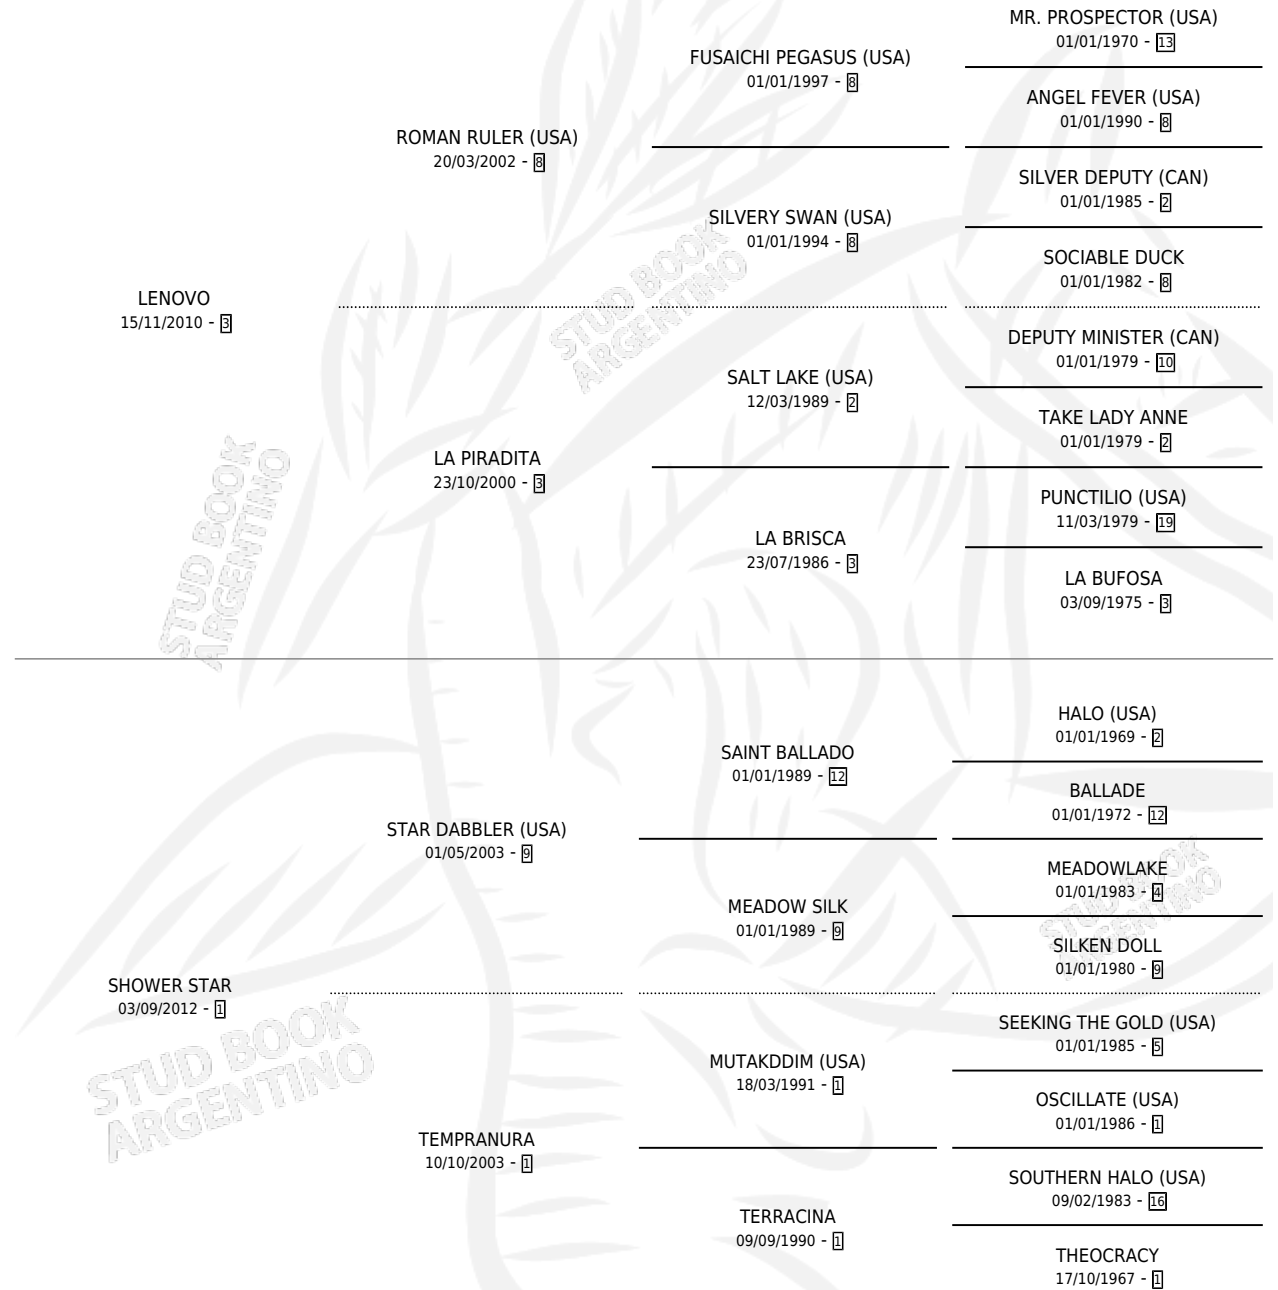 MR. PROSPECTOR (USA)
01/01/1970 - 13
FUSAICHI PEGASUS (USA)
01/01/1997 - 8
ANGEL FEVER (USA)
01/01/1990 - 8
ROMAN RULER (USA)
20/03/2002 - 8
SILVER DEPUTY (CAN)
01/01/1985 - 2
SILVERY SWAN (USA)
01/01/1994 - 8
SOCIABLE DUCK
01/01/1982 - 8
STUD BOOK
ARGENTINO
LENOVO
15/11/2010 - 3
DEPUTY MINISTER (CAN)
01/01/1979 - 10
SALT LAKE (USA)
12/03/1989 - 2
TAKE LADY ANNE
01/01/1979 - 2
LA PIRADITA
23/10/2000 - 3
PUNCTILIO (USA)
11/03/1979 - 19
LA BRISCA
23/07/1986 - 3
LA BUFOSA
03/09/1975 - 3
STUD BOOK
ARGENTINO
HALO (USA)
01/01/1969 - 2
SAINT BALLADO
01/01/1989 - 12
BALLADE
01/01/1972 - 12
STAR DABBLER (USA)
01/05/2003 - 9
MEADOWLAKE
01/01/1983 - 4
MEADOW SILK
01/01/1989 - 9
SILKEN DOLL
01/01/1980 - 9
STUD BOOK
ARGENTINO
SHOWER STAR
03/09/2012 - 1
SEEKING THE GOLD (USA)
01/01/1985 - 5
MUTAKDDIM (USA)
18/03/1991 - 1
OSCILLATE (USA)
01/01/1986 - 1
STUD BOOK
ARGENTINO
TEMPRANURA
10/10/2003 - 1
SOUTHERN HALO (USA)
09/02/1983 - 16
TERRACINA
09/09/1990 - 1
THEOCRACY
17/10/1967 - 1